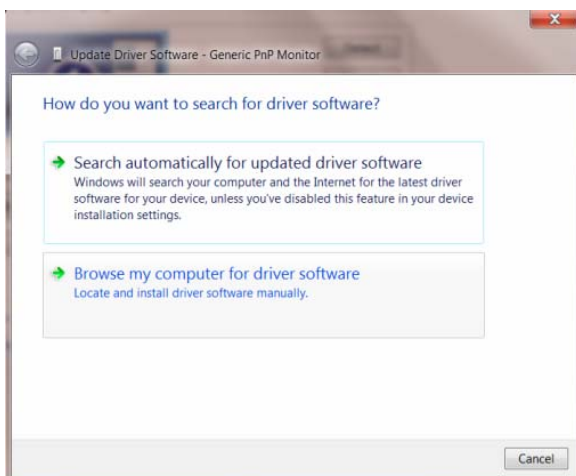 Update Driver Software - Generic PnP Monitor
How do you want to search for driver software?
Search automatically for updated driver software
Windows will search your computer and the Internet for the latest driver
software for your device, unless you've disabled this feature in your device
installation settings.
Browse my computer for driver software
Locate and install driver software manually.
Cancel